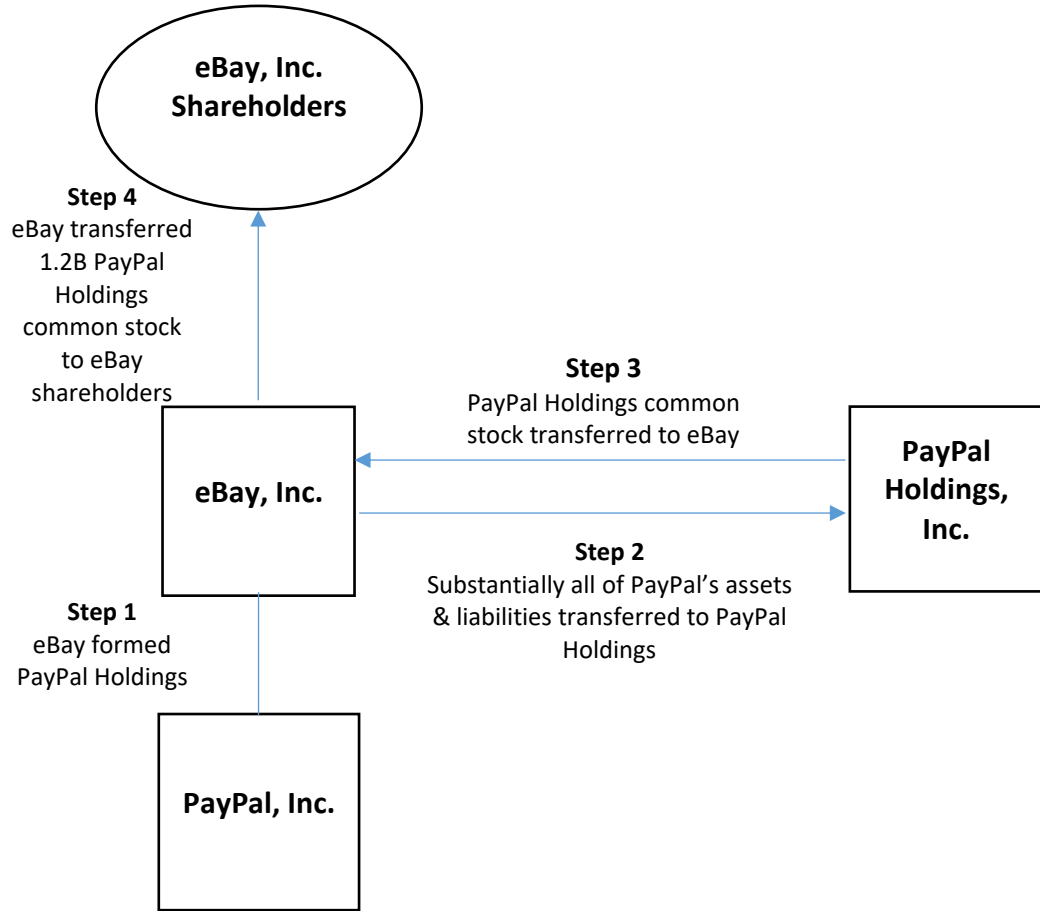 eBay, Inc.
Shareholders
Step 4
eBay transferred
1.2B PayPal
Holdings
common stock
to eBay
shareholders
Step 3
PayPal Holdings common
stock transferred to eBay
PayPal
Holdings,
Inc.
eBay, Inc.
Step 2
Substantially all of PayPal’s assets
& liabilities transferred to PayPal
Holdings
Step 1
eBay formed
PayPal Holdings
PayPal, Inc.